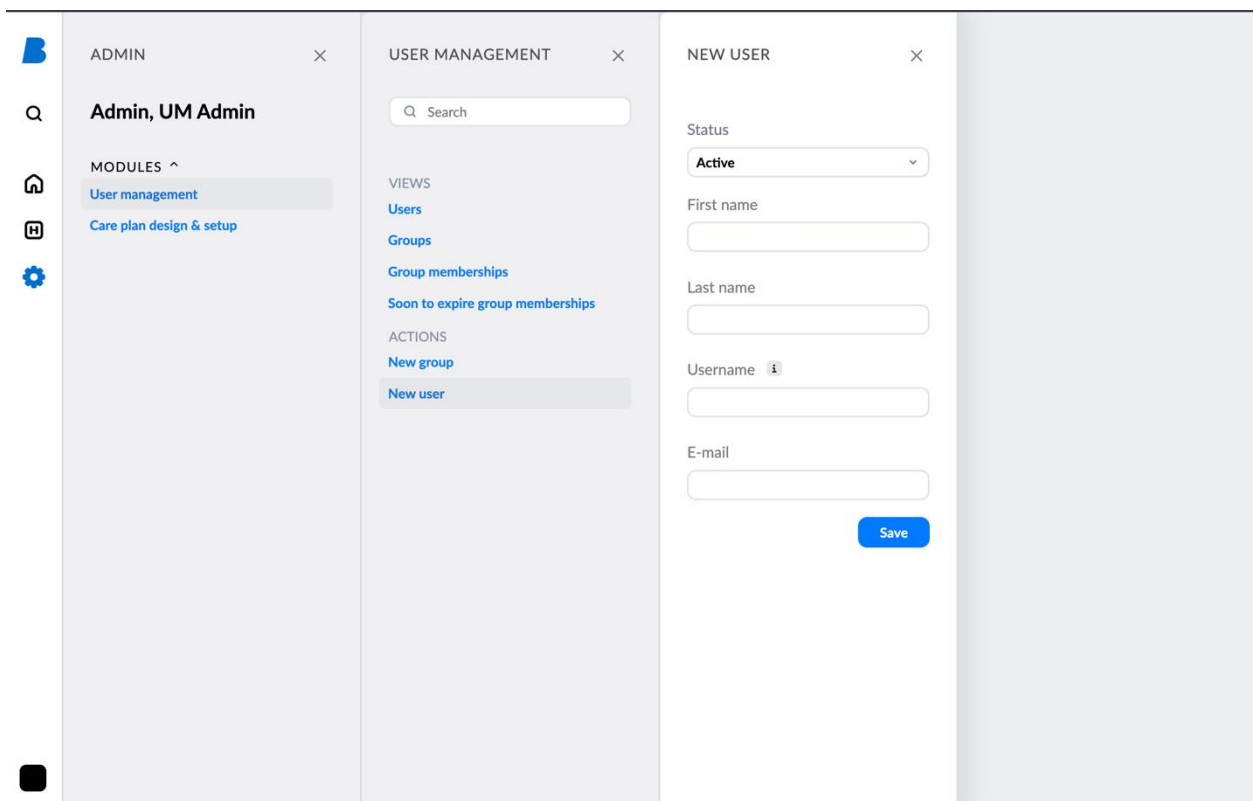 ADMIN
Admin, UM Admin
MODULES
User management
Care plan design & setup
USER MANAGEMENT
Search
VIEWS
Users
Groups
Group memberships
Soon to expire group memberships
ACTIONS
New group
New user
NEW USER
Status
Active
First name
Last name
Username i
E-mail
Save
B
H